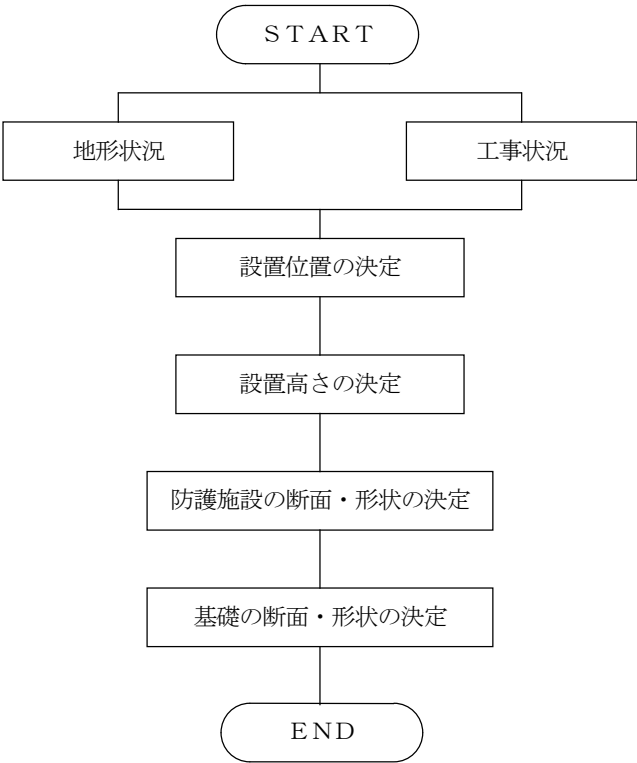 ＳＴＡＲＴ
地形状況
工事状況
設置位置の決定
設置高さの決定
防護施設の断面・形状の決定
基礎の断面・形状の決定
ＥＮＤ